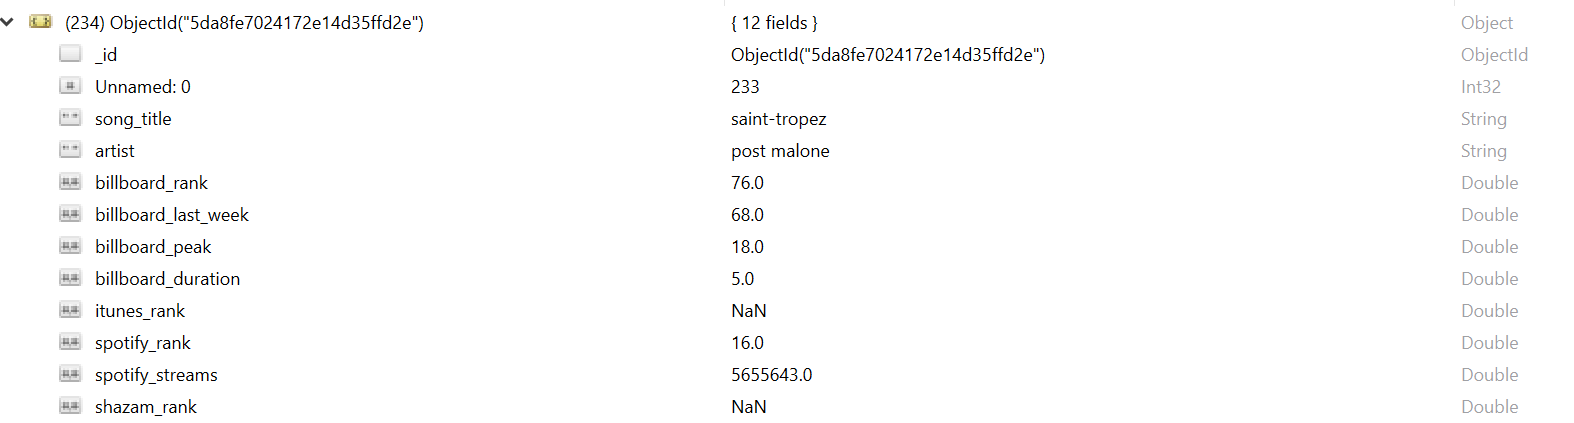 (234) ObjectId("5da8fe7024172e14d35ffd2e") { 12 fields } Object
_id ObjectId("5da8fe7024172e14d35ffd2e") ObjectId
Unnamed: 0 233 Int32
song_title saint-tropez String
artist post malone String
billboard_rank 76.0 Double
billboard_last_week 68.0 Double
billboard_peak 18.0 Double
billboard_duration 5.0 Double
itunes_rank NaN Double
spotify_rank 16.0 Double
spotify_streams 5655643.0 Double
shazam_rank NaN Double